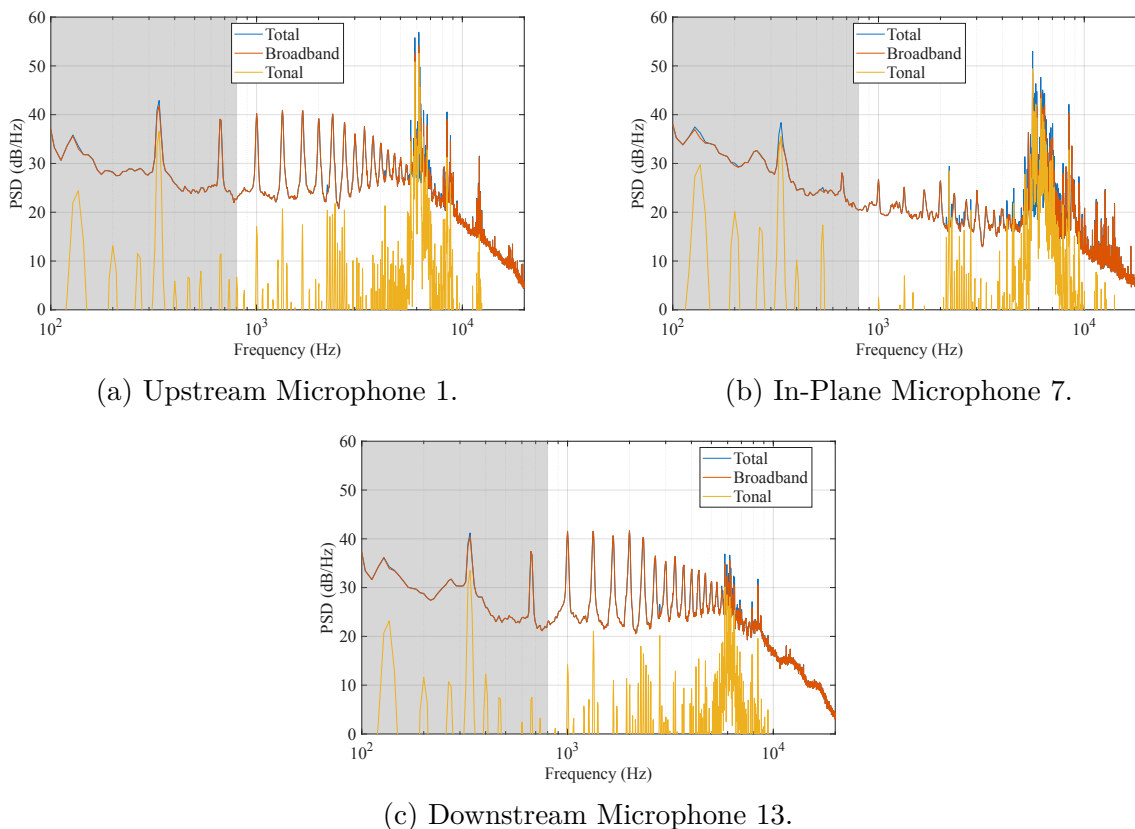 60
50
40
30
20
10
0
PSD (dB/Hz)
Total
Broadband
Tonal
10^2
10^3
10^4
Frequency (Hz)
(a) Upstream Microphone 1.
60
50
40
30
20
10
0
PSD (dB/Hz)
Total
Broadband
Tonal
10^2
10^3
10^4
Frequency (Hz)
(b) In-Plane Microphone 7.
60
50
40
30
20
10
0
PSD (dB/Hz)
Total
Broadband
Tonal
10^2
10^3
10^4
Frequency (Hz)
(c) Downstream Microphone 13.